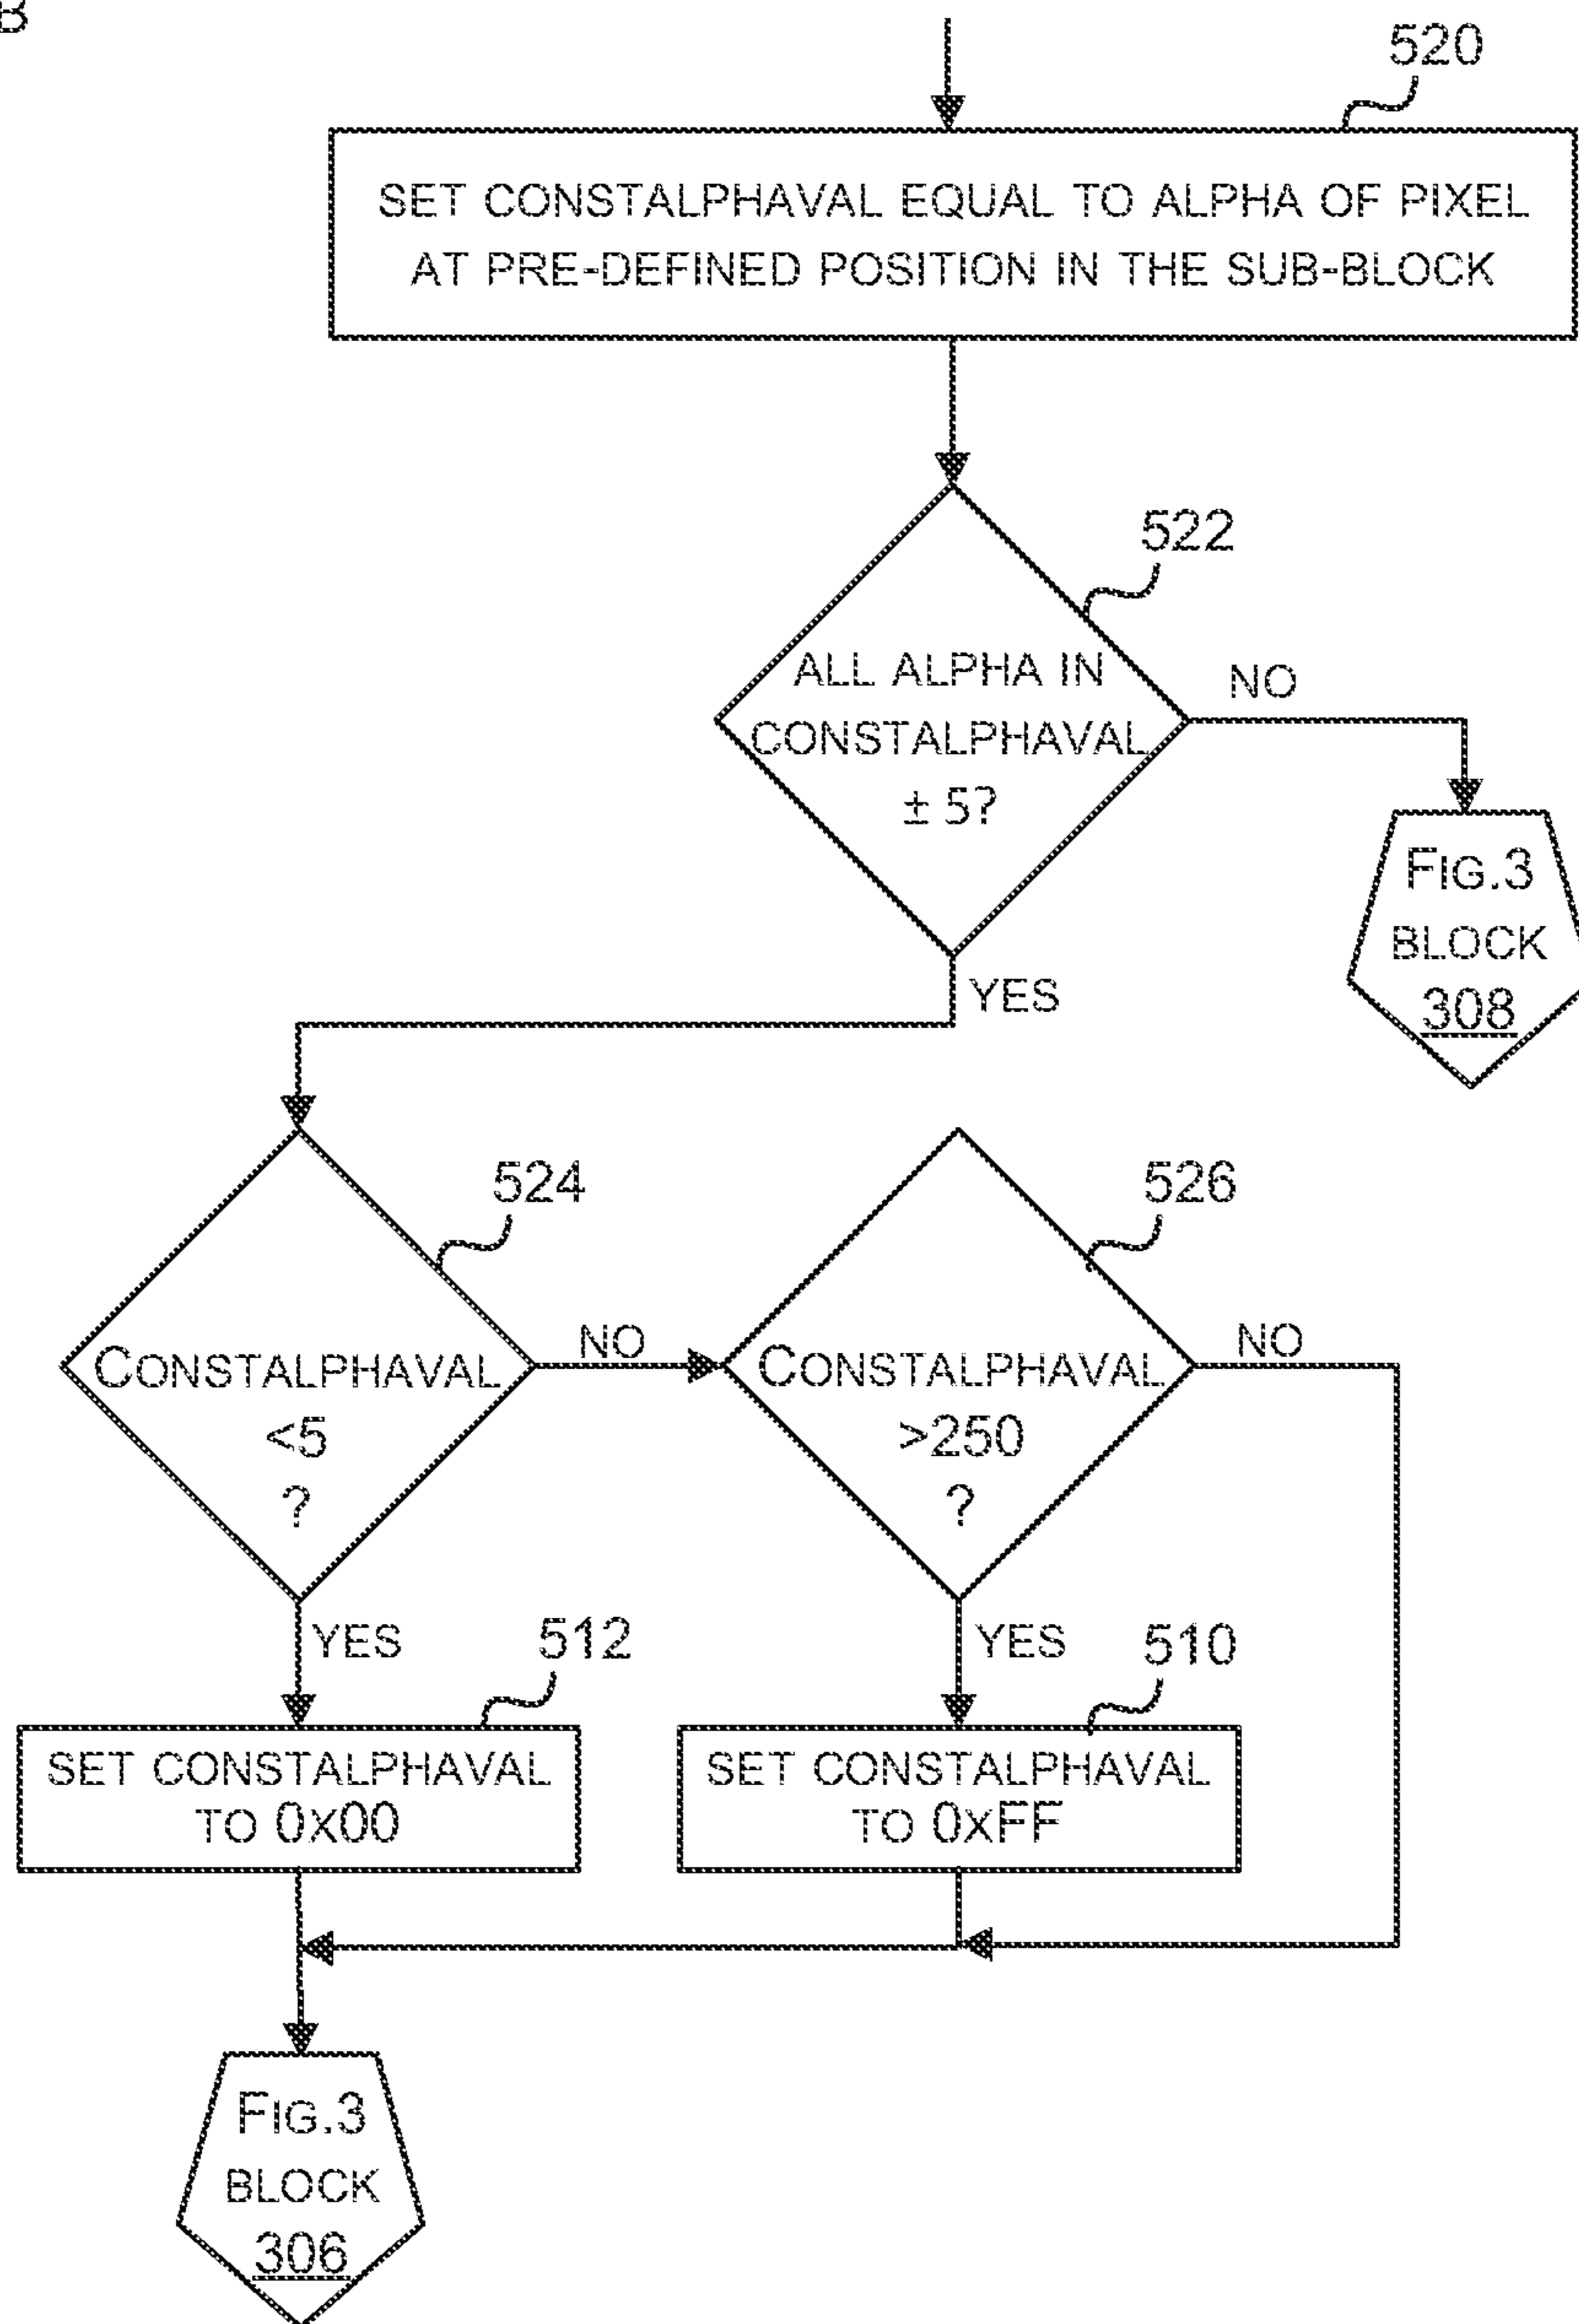 B
520
SET CONSTALPHAVAL EQUAL TO ALPHA OF PIXEL
AT PRE-DEFINED POSITION IN THE SUB-BLOCK
522
ALL ALPHA IN
CONSTALPHAVAL
± 5?
NO
FIG.3
BLOCK
308
YES
524
CONSTALPHAVAL
<5
?
NO
526
CONSTALPHAVAL
>250
?
NO
YES
512
SET CONSTALPHAVAL
TO 0X00
YES
510
SET CONSTALPHAVAL
TO 0XFF
FIG.3
BLOCK
306